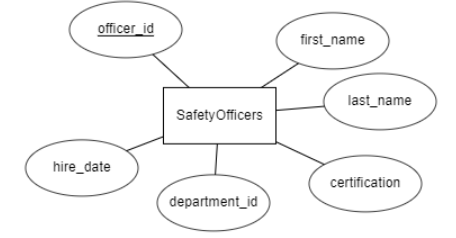 officer_id
first_name
last_name
SafetyOfficers
hire_date
certification
department_id